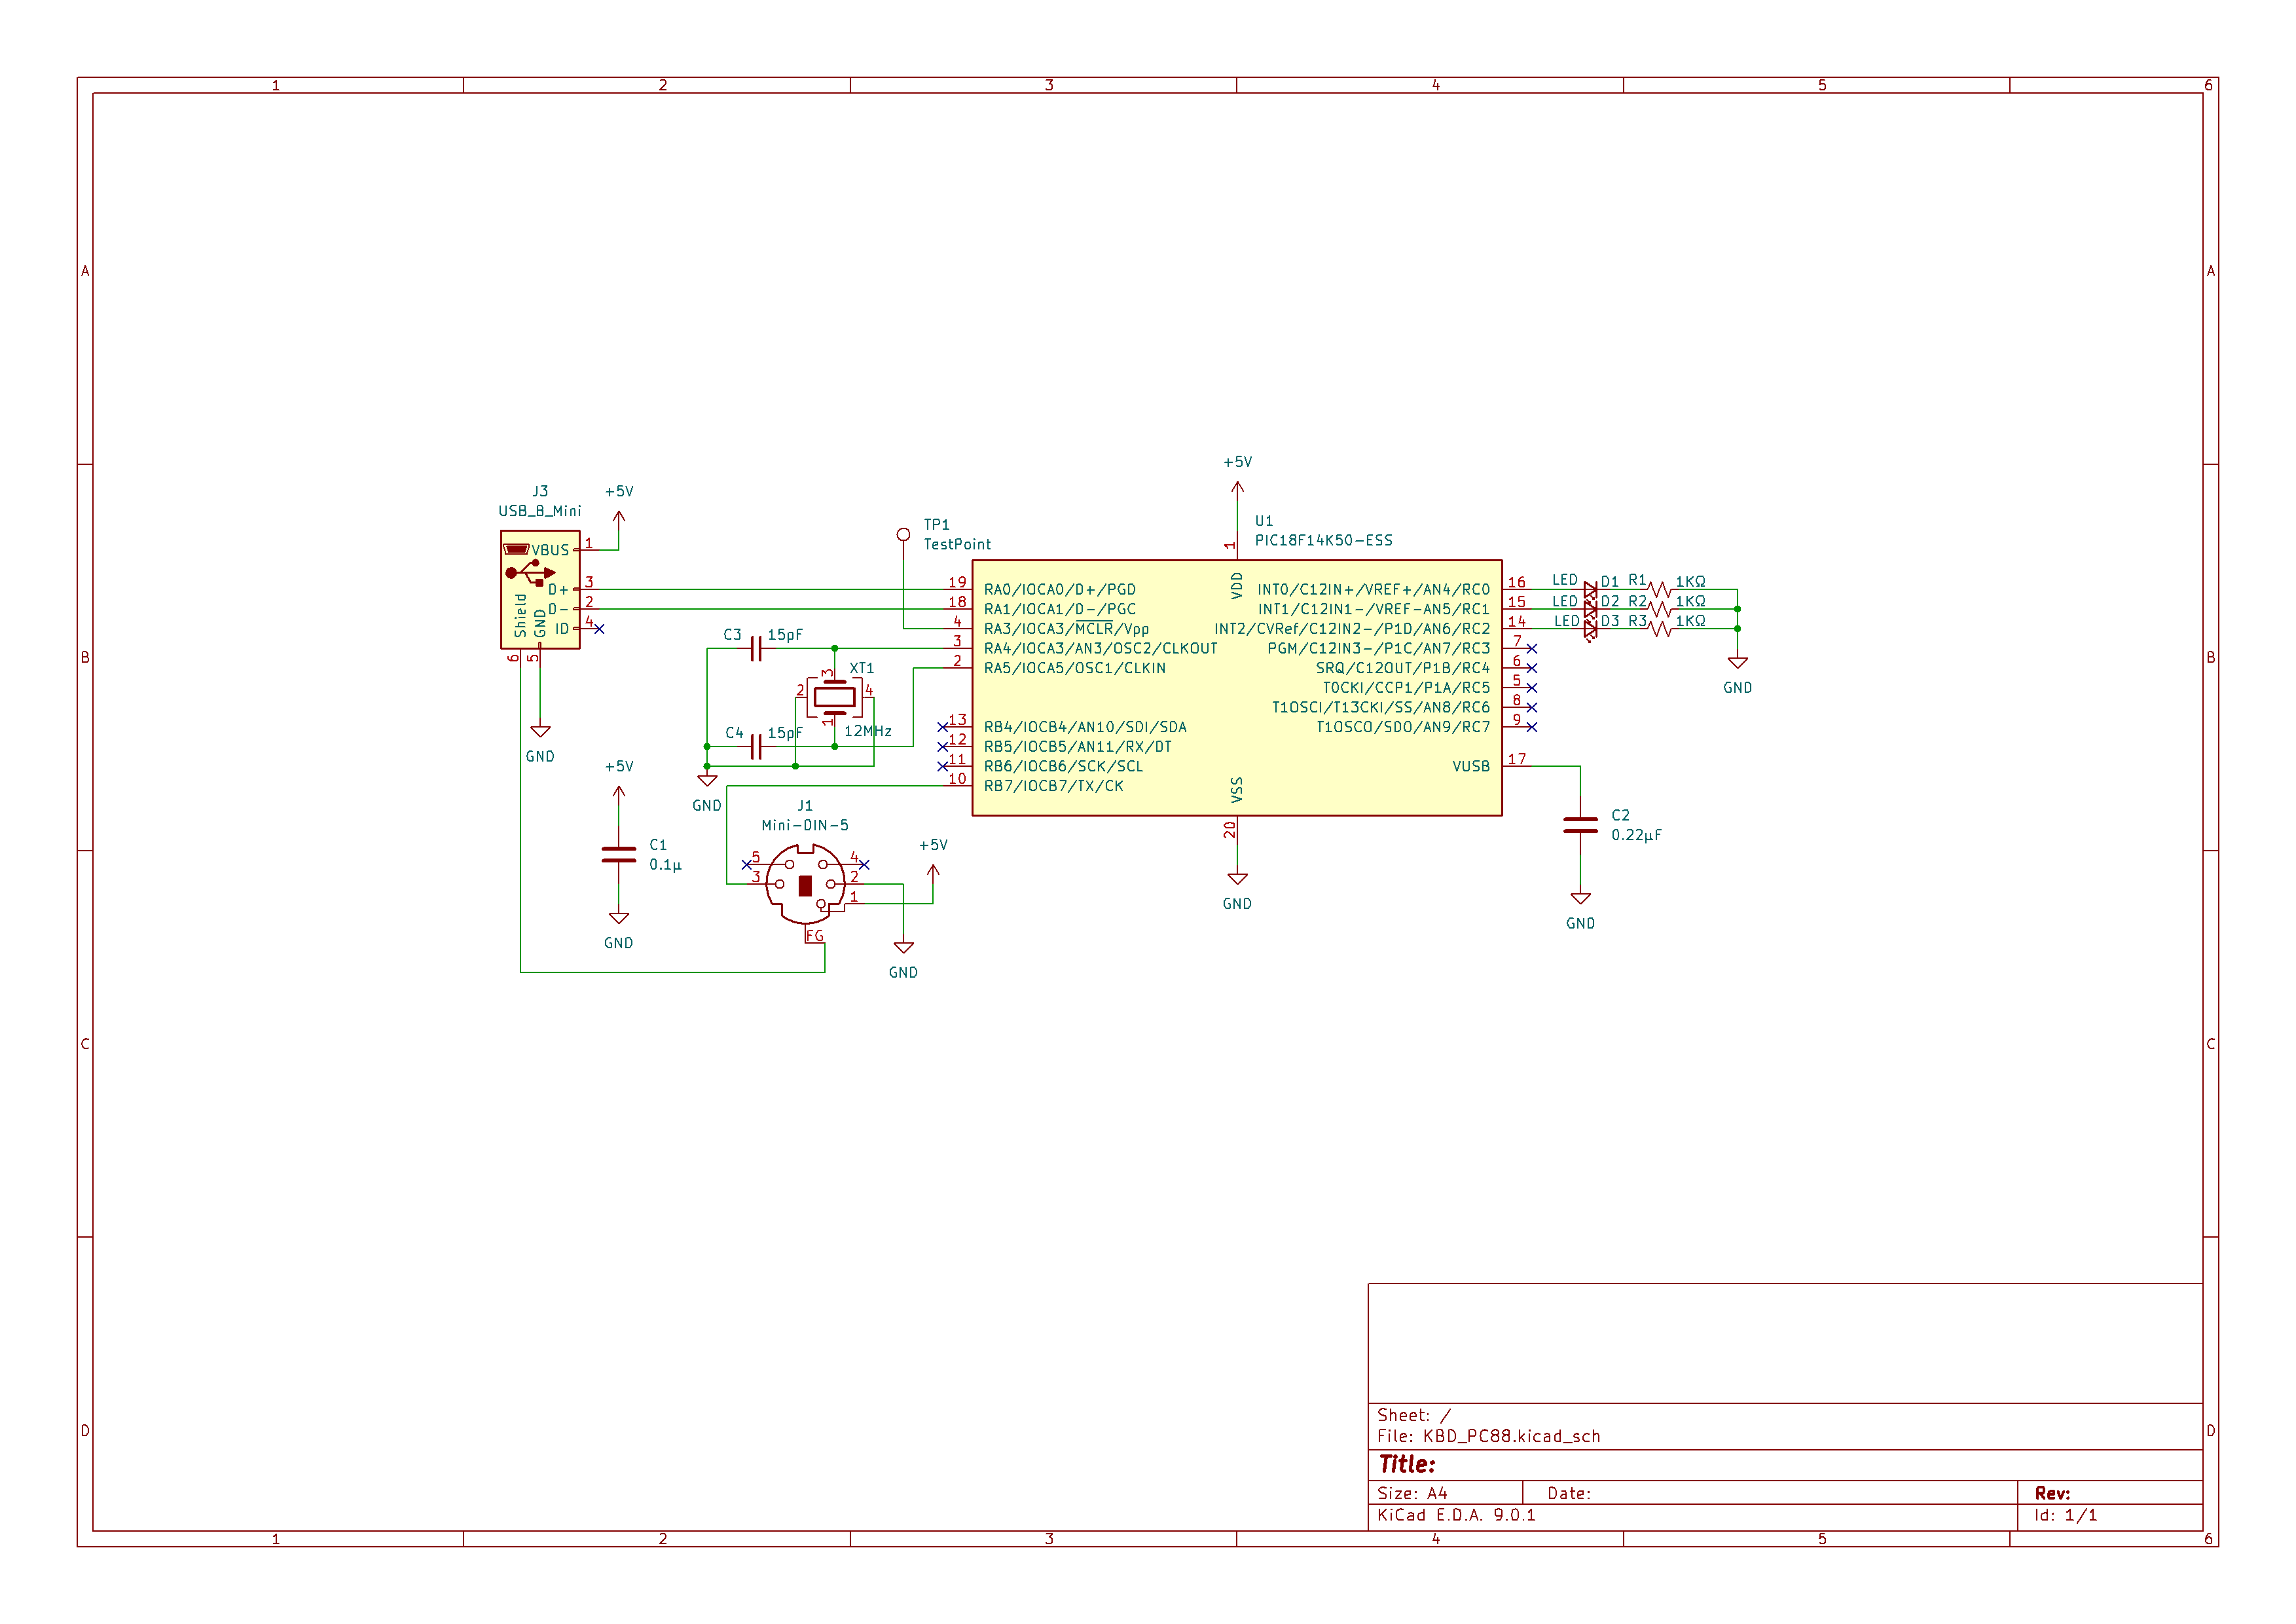 1 2 3 4 5 6
A A
B B
C C
D D
1 2 3 4 5 6
J3
USB_B_Mini
+5V
VBUS 1
D+ 3
D- 2
ID 4
Shield 6
GND 5
GND
+5V
C1
0.1µ
GND
C3 15pF
C4 15pF
XT1
12MHz
3
2 4
1
GND
TP1
TestPoint
J1
Mini-DIN-5
5 4
3 2
1
FG
+5V
GND
+5V
U1
PIC18F14K50-ESS
1
VDD
19 RA0/IOCA0/D+/PGD
18 RA1/IOCA1/D-/PGC
4 RA3/IOCA3/MCLR/Vpp
3 RA4/IOCA3/AN3/OSC2/CLKOUT
2 RA5/IOCA5/OSC1/CLKIN
13 RB4/IOCB4/AN10/SDI/SDA
12 RB5/IOCB5/AN11/RX/DT
11 RB6/IOCB6/SCK/SCL
10 RB7/IOCB7/TX/CK
INT0/C12IN+/VREF+/AN4/RC0 16
INT1/C12IN1-/VREF-AN5/RC1 15
INT2/CVRef/C12IN2-/P1D/AN6/RC2 14
PGM/C12IN3-/P1C/AN7/RC3 7
SRQ/C12OUT/P1B/RC4 6
T0CKI/CCP1/P1A/RC5 5
T1OSCI/T13CKI/SS/AN8/RC6 8
T1OSCO/SDO/AN9/RC7 9
VUSB 17
VSS
20
GND
LED D1 R1 1KΩ
LED D2 R2 1KΩ
LED D3 R3 1KΩ
GND
C2
0.22µF
GND
Sheet: /
File: KBD_PC88.kicad_sch
Title:
Size: A4 Date: Rev:
KiCad E.D.A. 9.0.1 Id: 1/1